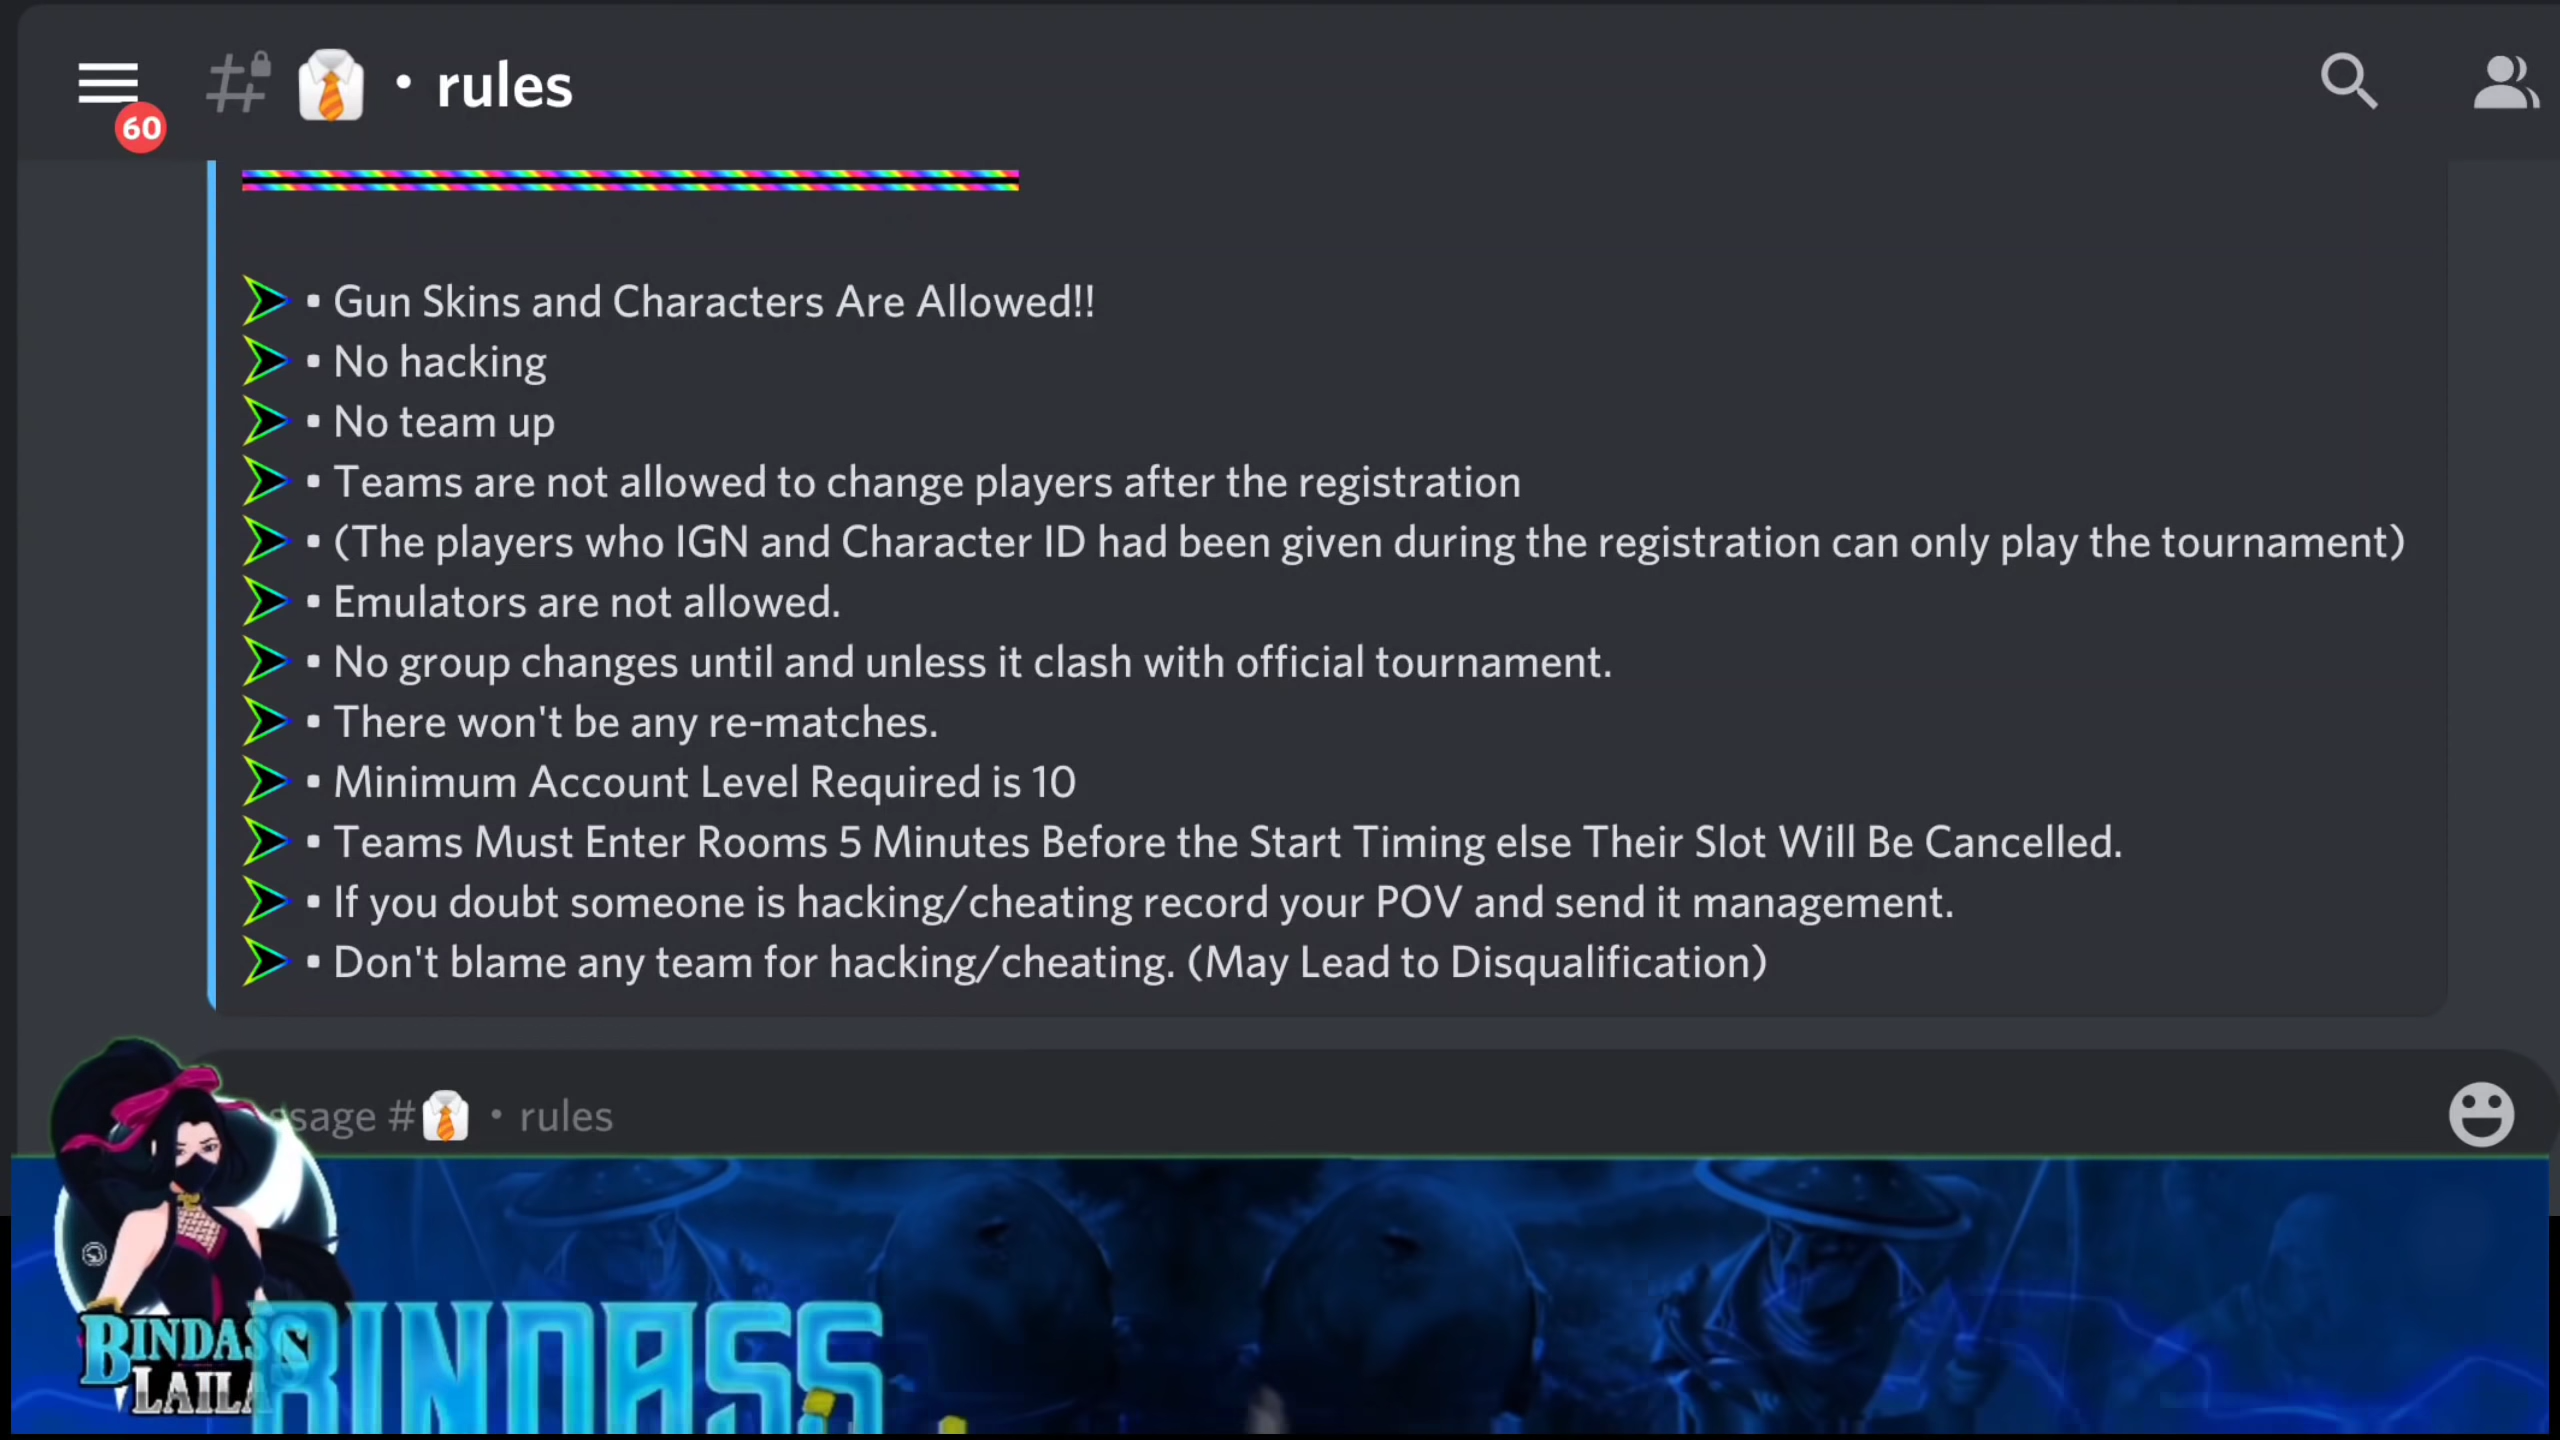 60
# • rules
• Gun Skins and Characters Are Allowed!!
• No hacking
• No team up
• Teams are not allowed to change players after the registration
• (The players who IGN and Character ID had been given during the registration can only play the tournament)
• Emulators are not allowed.
• No group changes until and unless it clash with official tournament.
• There won't be any re-matches.
• Minimum Account Level Required is 10
• Teams Must Enter Rooms 5 Minutes Before the Start Timing else Their Slot Will Be Cancelled.
• If you doubt someone is hacking/cheating record your POV and send it management.
• Don't blame any team for hacking/cheating. (May Lead to Disqualification)
ssage # • rules
BINDASS
LAILA
BINDASS